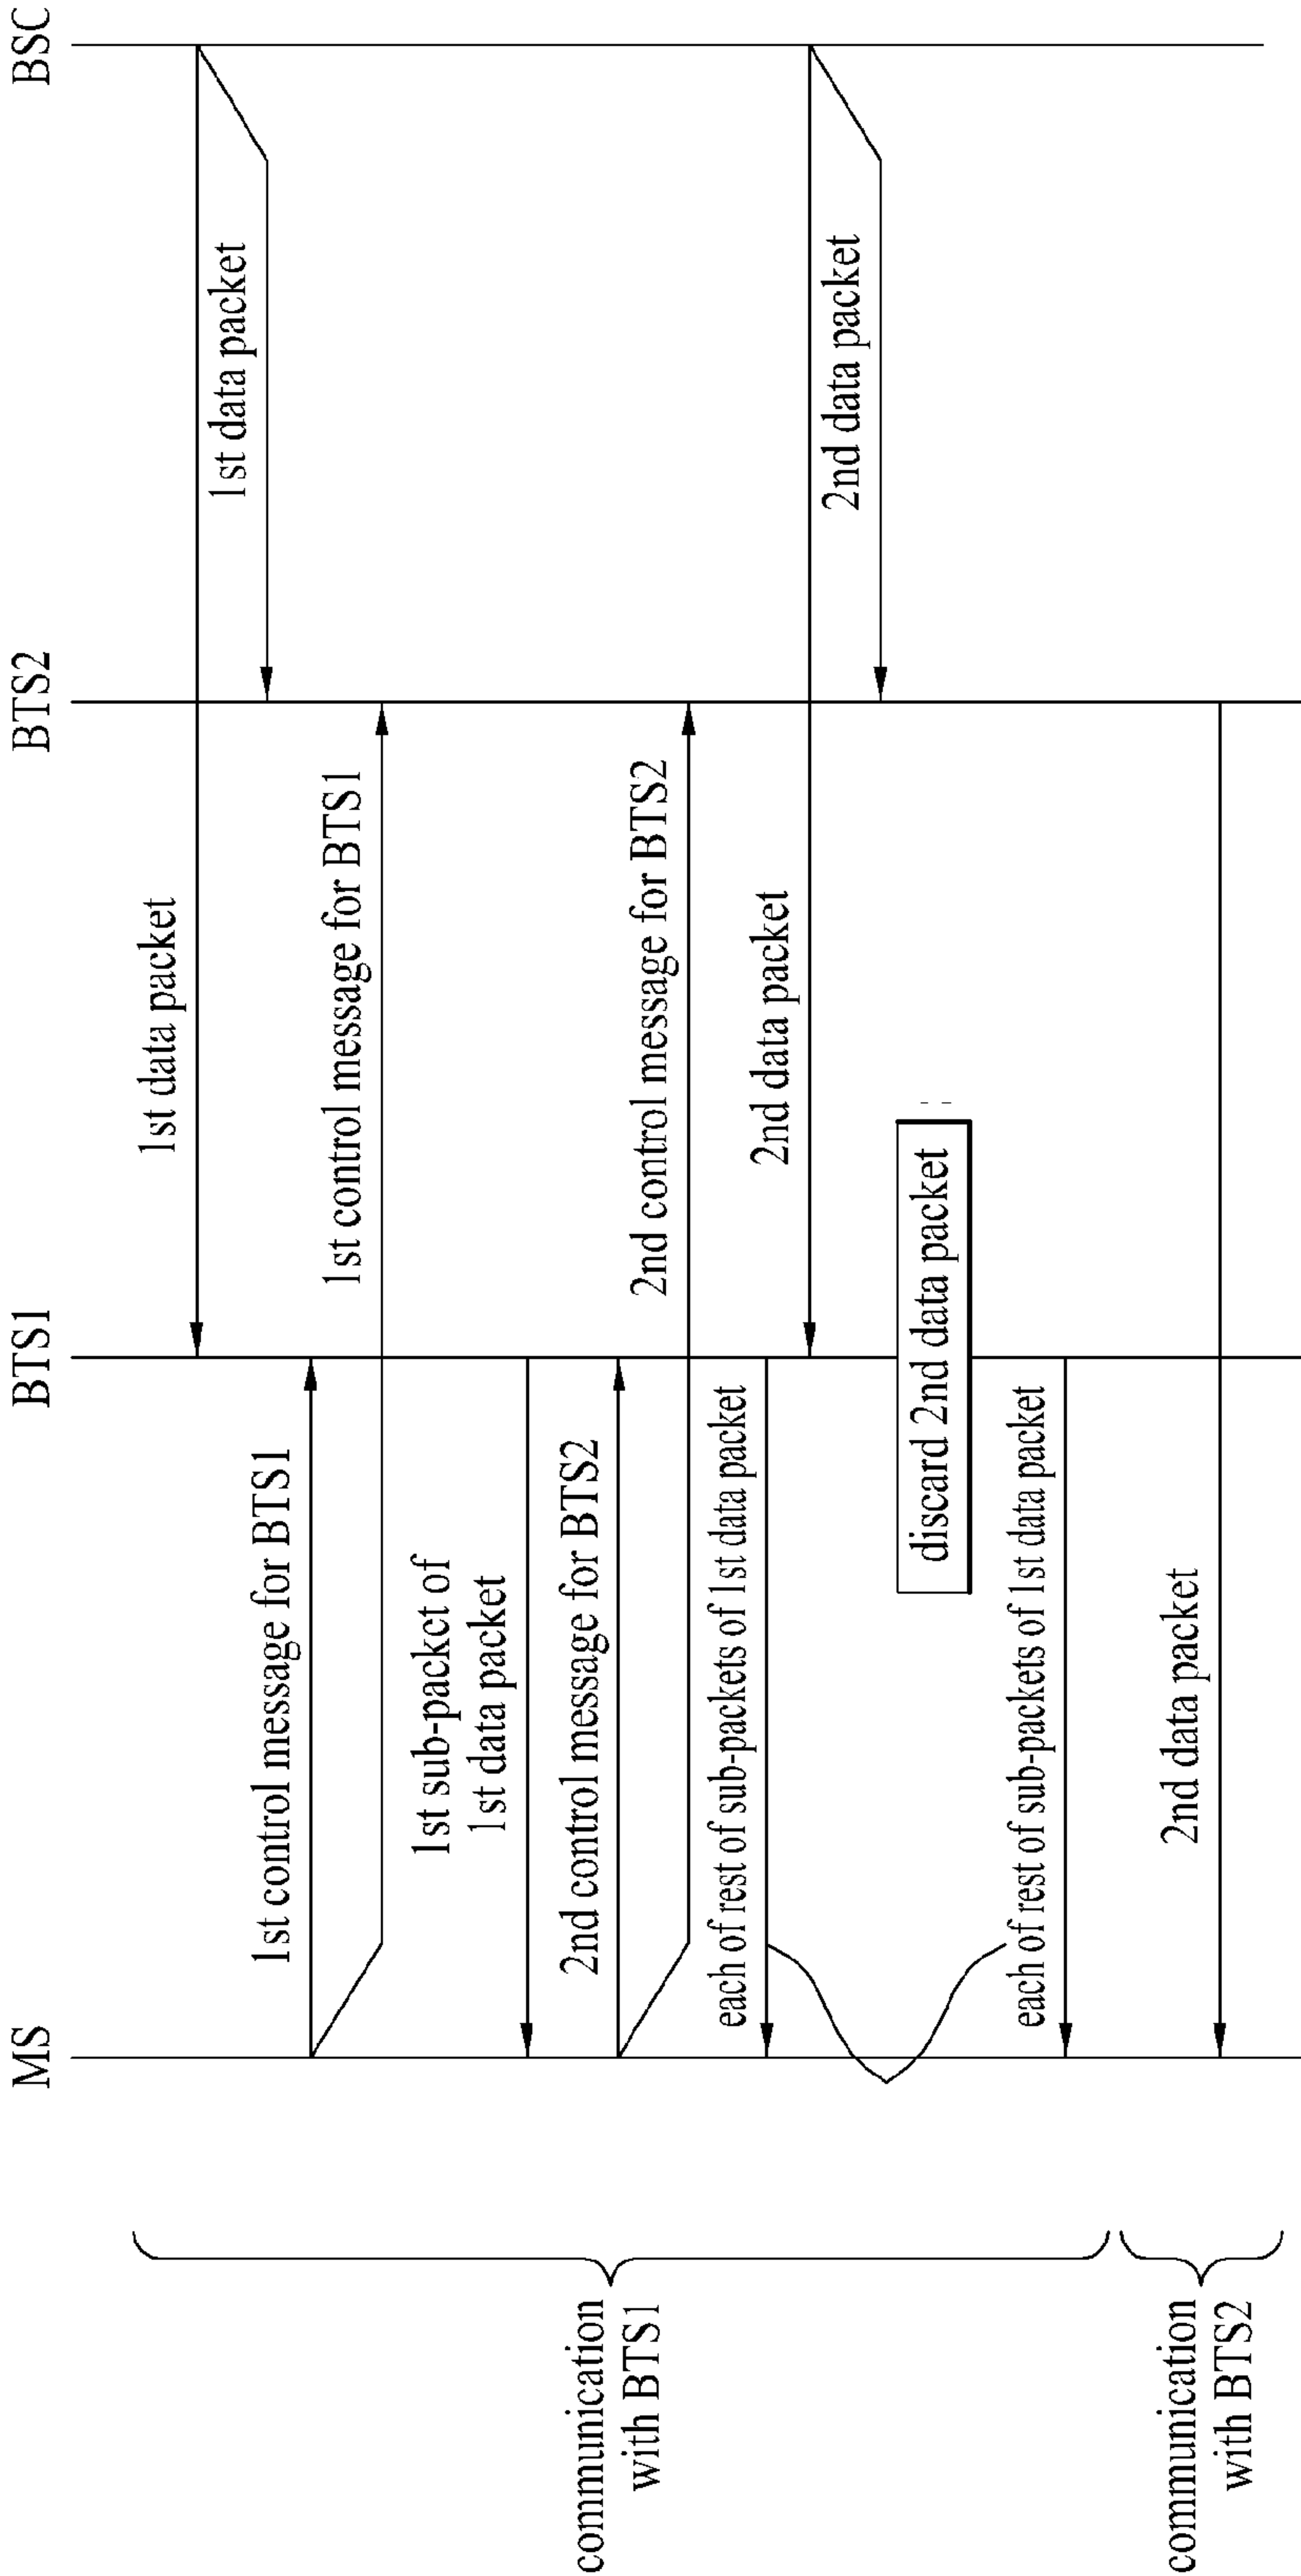 MS
BTS1
BTS2
BSC
1st data packet
1st data packet
1st control message for BTS1
1st control message for BTS1
1st sub-packet of
1st data packet
2nd control message for BTS2
2nd control message for BTS2
each of rest of sub-packets of 1st data packet
2nd data packet
2nd data packet
discard 2nd data packet
each of rest of sub-packets of 1st data packet
2nd data packet
communication
with BTS1
communication
with BTS2